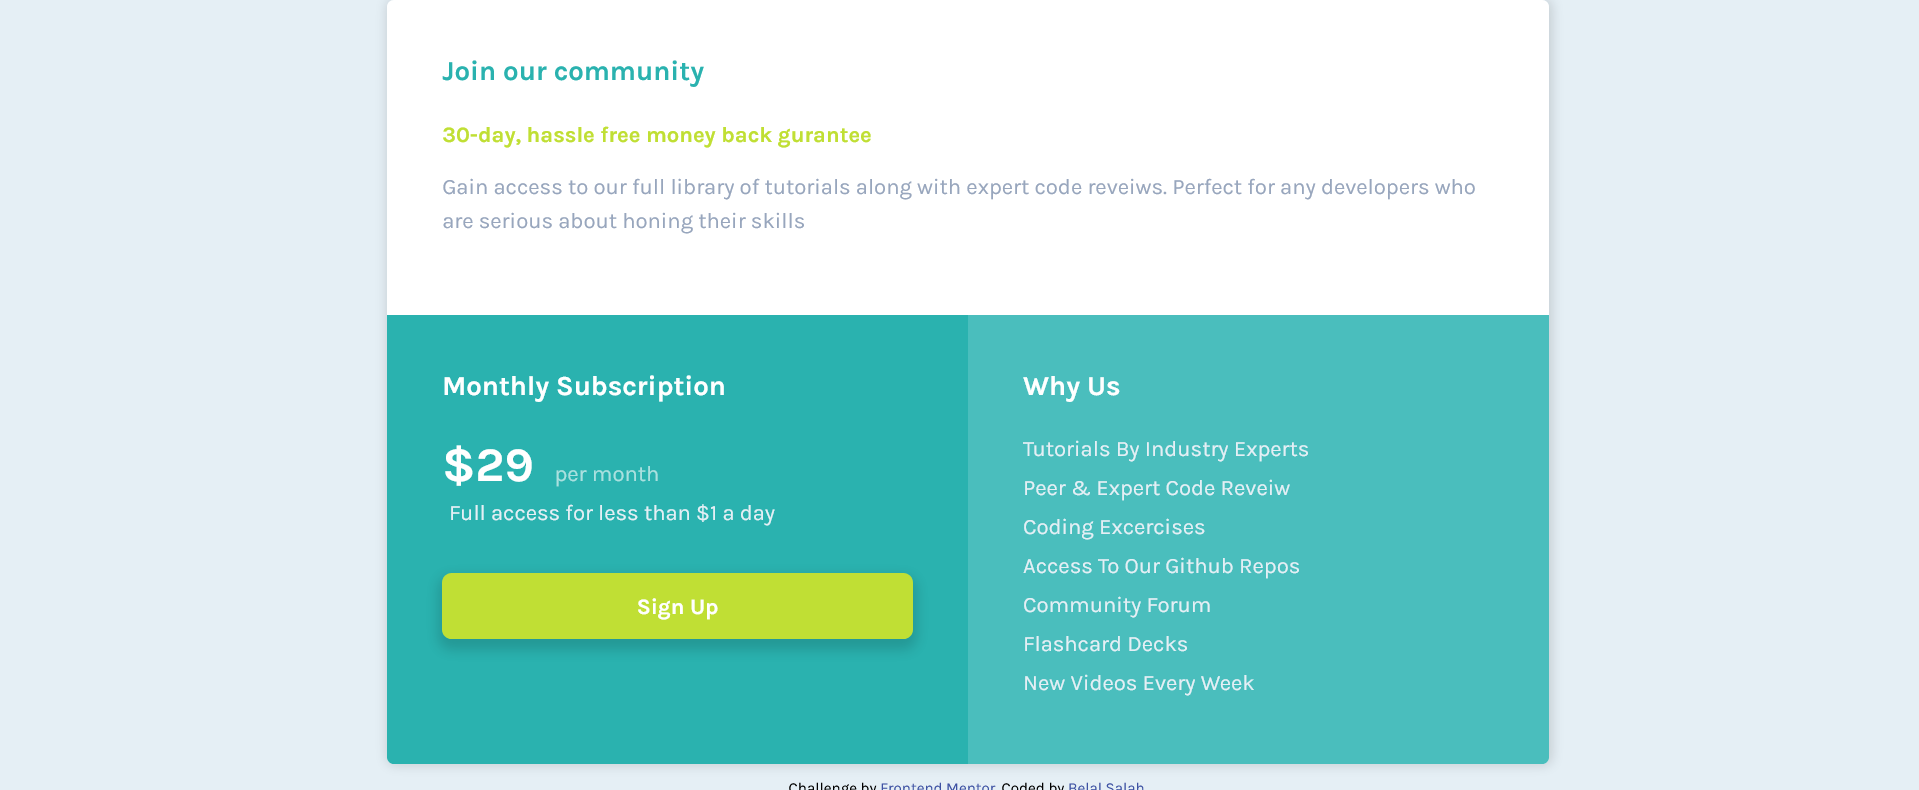 Join our community
30-day, hassle free money back gurantee
Gain access to our full library of tutorials along with expert code reveiws. Perfect for any developers who
are serious about honing their skills
Monthly Subscription
$29 per month
Full access for less than $1 a day
Sign Up
Why Us
Tutorials By Industry Experts
Peer & Expert Code Reveiw
Coding Excercises
Access To Our Github Repos
Community Forum
Flashcard Decks
New Videos Every Week
Challenge by Frontend Mentor. Coded by Belal Salah.